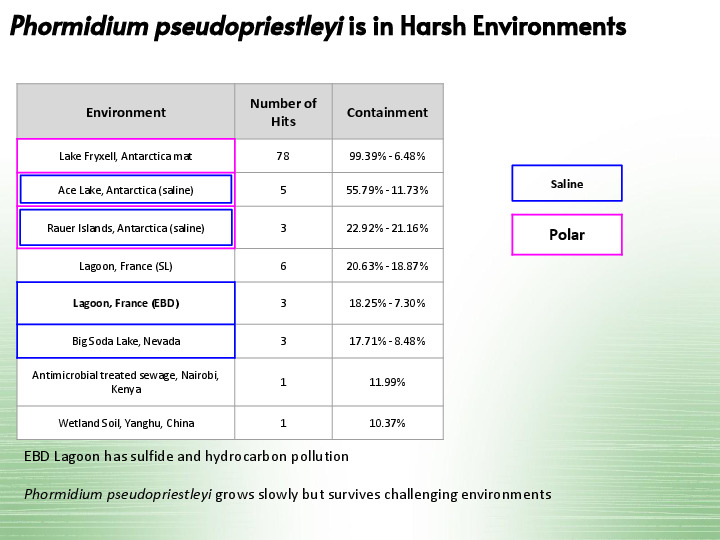 Phormidium pseudopriestleyi is in Harsh Environments
Environment
Number of
Hits
Containment
Lake Fryxell, Antarctica mat
78
99.39% - 6.48%
Ace Lake, Antarctica (saline)
5
55.79% - 11.73%
Rauer Islands, Antarctica (saline)
3
22.92% - 21.16%
Lagoon, France (SL)
6
20.63% - 18.87%
Lagoon, France (EBD)
3
18.25% - 7.30%
Big Soda Lake, Nevada
3
17.71% - 8.48%
Antimicrobial treated sewage, Nairobi,
Kenya
1
11.99%
Wetland Soil, Yanghu, China
1
10.37%
Saline
Polar
EBD Lagoon has sulfide and hydrocarbon pollution
Phormidium pseudopriestleyi grows slowly but survives challenging environments